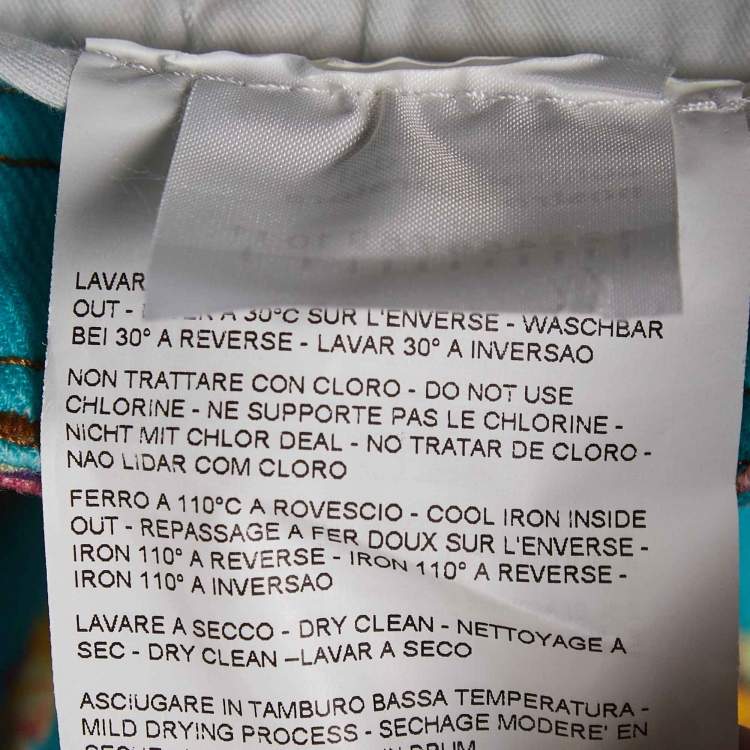 LAVAR
OUT - A 30°C SUR L'ENVERSE - WASCHBAR
BEI 30° A REVERSE - LAVAR 30° A INVERSAO
NON TRATTARE CON CLORO - DO NOT USE
CHLORINE - NE SUPPORTE PAS LE CHLORINE -
NICHT MIT CHLOR DEAL - NO TRATAR DE CLORO -
NAO LIDAR COM CLORO
FERRO A 110°C A ROVESCIO - COOL IRON INSIDE
OUT - REPASSAGE A FER DOUX SUR L'ENVERSE -
IRON 110° A REVERSE - IRON 110° A REVERSE -
IRON 110° A INVERSAO
LAVARE A SECCO - DRY CLEAN - NETTOYAGE A
SEC - DRY CLEAN –LAVAR A SECO
ASCIUGARE IN TAMBURO BASSA TEMPERATURA -
MILD DRYING PROCESS - SECHAGE MODERE' EN